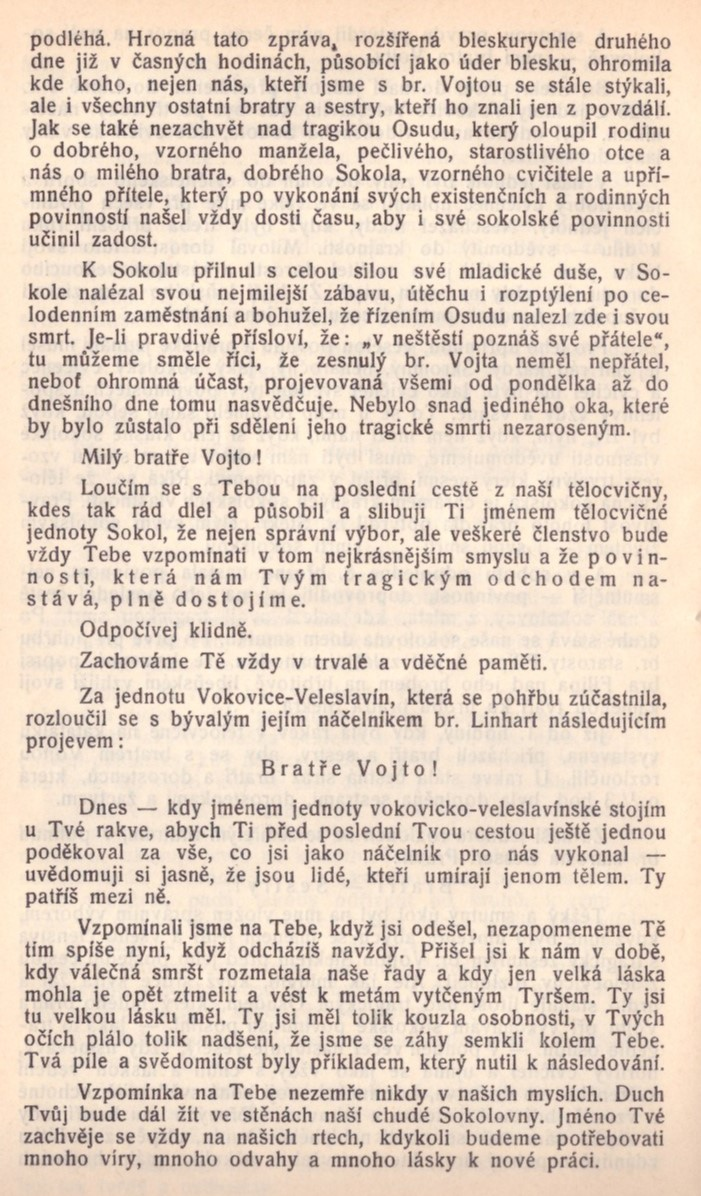 podléhá. Hrozná tato zpráva, rozšířená bleskurychle druhého
dne již v časných hodinách, působící jako úder blesku, ohromila
kde koho, nejen nás, kteří jsme s br. Vojtou se stále stýkali,
ale i všechny ostatní bratry a sestry, kteří ho znali jen z povzdálí.
Jak se také nezachvět nad tragikou Osudu, který oloupil rodinu
o dobrého, vzorného manžela, pečlivého, starostlivého otce a
nás o milého bratra, dobrého Sokola, vzorného cvičitele a upří-
mného přítele, který po vykonání svých existenčních a rodinných
povinností našel vždy dosti času, aby i své sokolské povinnosti
učinil zadost.
K Sokolu přilnul s celou silou své mladické duše, v So-
kole nalézal svou nejmilejší zábavu, útěchu i rozptýlení po ce-
lodenním zaměstnání a bohužel, že řízením Osudu nalezl zde i svou
smrt. Je-li pravdivé přísloví, že: „v neštěstí poznáš své přátele“,
tu můžeme směle říci, že zesnulý br. Vojta neměl nepřátel,
neboť ohromná účast, projevovaná všemi od pondělka až do
dnešního dne tomu nasvědčuje. Nebylo snad jediného oka, které
by bylo zůstalo při sdělení jeho tragické smrti nezaroseným.
Milý bratře Vojto!
Loučím se s Tebou na poslední cestě z naší tělocvičny,
kdes tak rád dlel a působil a slibuji Ti jménem tělocvičné
jednoty Sokol, že nejen správní výbor, ale veškeré členstvo bude
vždy Tebe vzpomínati v tom nejkrásnějším smyslu a že povin-
nosti, která nám Tvým tragickým odchodem na-
stává, plně dostojíme.
Odpočívej klidně.
Zachováme Tě vždy v trvalé a vděčné paměti.
Za jednotu Vokovice-Veleslavín, která se pohřbu zúčastnila,
rozloučil se s bývalým jejím náčelníkem br. Linhart následujícím
projevem:
Bratře Vojto!
Dnes — kdy jménem jednoty vokovicko-veleslavínské stojím
u Tvé rakve, abych Ti před poslední Tvou cestou ještě jednou
poděkoval za vše, co jsi jako náčelník pro nás vykonal —
uvědomuji si jasně, že jsou lidé, kteří umírají jenom tělem. Ty
patříš mezi ně.
Vzpomínali jsme na Tebe, když jsi odešel, nezapomeneme Tě
tím spíše nyní, když odcházíš navždy. Přišel jsi k nám v době,
kdy válečná smršt rozmetala naše řady a kdy jen velká láska
mohla je opět ztmelit a vést k metám vytčeným Tyršem. Ty jsi
tu velkou lásku měl. Ty jsi měl tolik kouzla osobnosti, v Tvých
očích plálo tolik nadšení, že jsme se záhy semkli kolem Tebe.
Tvá píle a svědomitost byly příkladem, který nutil k následování.
Vzpomínka na Tebe nezemře nikdy v našich myslích. Duch
Tvůj bude dál žít ve stěnách naší chudé Sokolovny. Jméno Tvé
zachvěje se vždy na našich rtech, kdykoli budeme potřebovati
mnoho víry, mnoho odvahy a mnoho lásky k nové práci.